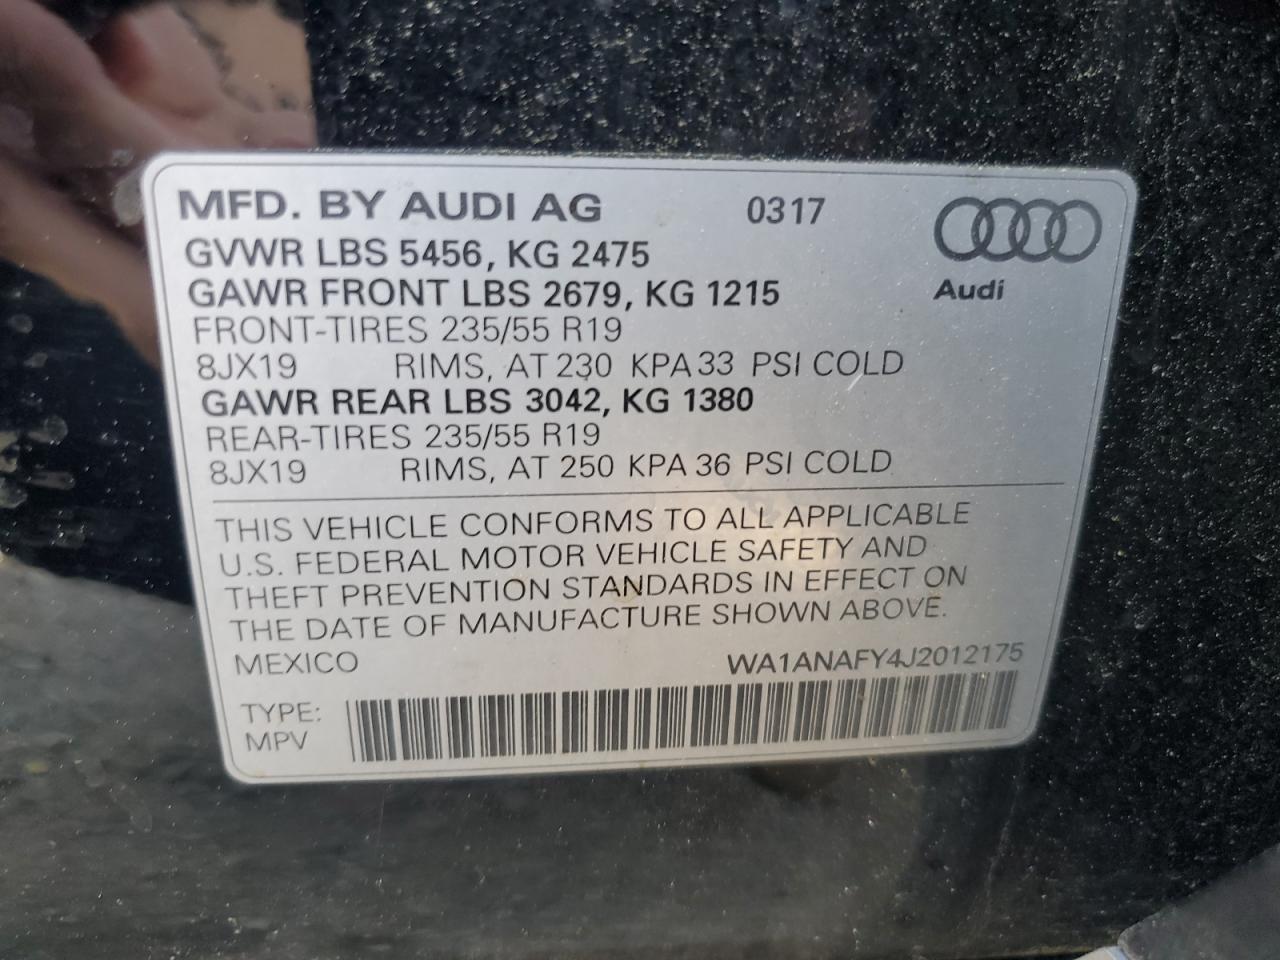 MFD. BY AUDI AG 0317
GVWR LBS 5456, KG 2475
GAWR FRONT LBS 2679, KG 1215
Audi
FRONT-TIRES 235/55 R19
8JX19 RIMS, AT 230 KPA 33 PSI COLD
GAWR REAR LBS 3042, KG 1380
REAR-TIRES 235/55 R19
8JX19 RIMS, AT 250 KPA 36 PSI COLD
THIS VEHICLE CONFORMS TO ALL APPLICABLE
U.S. FEDERAL MOTOR VEHICLE SAFETY AND
THEFT PREVENTION STANDARDS IN EFFECT ON
THE DATE OF MANUFACTURE SHOWN ABOVE.
MEXICO WA1ANAFY4J2012175
TYPE:
MPV